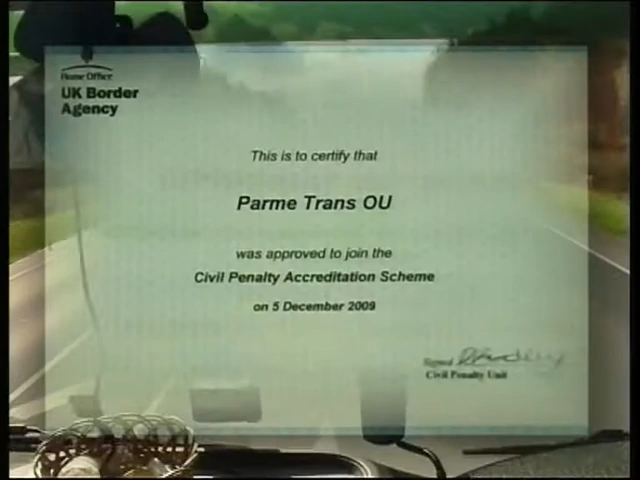 Home Office
UK Border
Agency
This is to certify that
Parme Trans OU
was approved to join the
Civil Penalty Accreditation Scheme
on 5 December 2009
Signed
Civil Penalty Unit